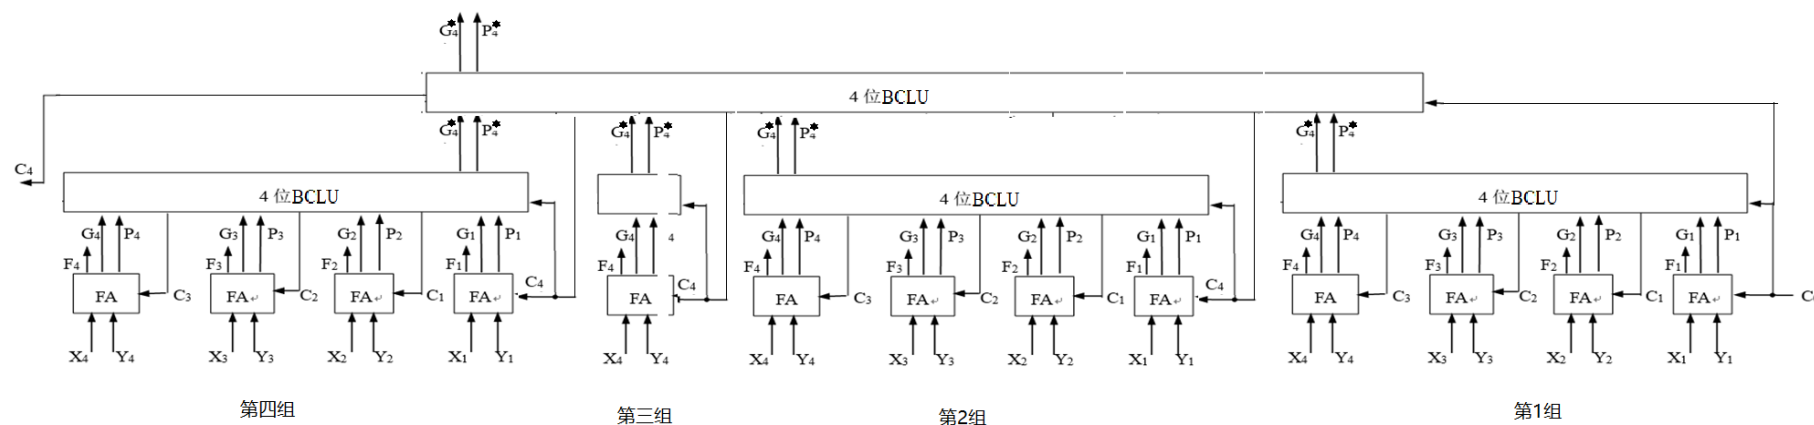 G4* P4*
4 位BCLU
G4* P4* G4* P4* G4* P4* G4* P4*
C4
4 位BCLU 4 位BCLU 4 位BCLU
G4 P4 G3 P3 G2 P2 G1 P1 G4 4 G4 P4 G3 P3 G2 P2 G1 P1 G4 P4 G3 P3 G2 P2 G1 P1
F4 F3 F2 F1 F4 F4 F3 F2 F1 F4 F3 F2 F1
FA C3 FA C2 FA C1 FA C4 FA C4 FA C3 FA C2 FA C1 FA C4 FA C3 FA C2 FA C1 FA
X4 Y4 X3 Y3 X2 Y2 X1 Y1 X4 Y4 X4 Y4 X3 Y3 X2 Y2 X1 Y1 X4 Y4 X3 Y3 X2 Y2 X1 Y1
第四组 第三组 第2组 第1组